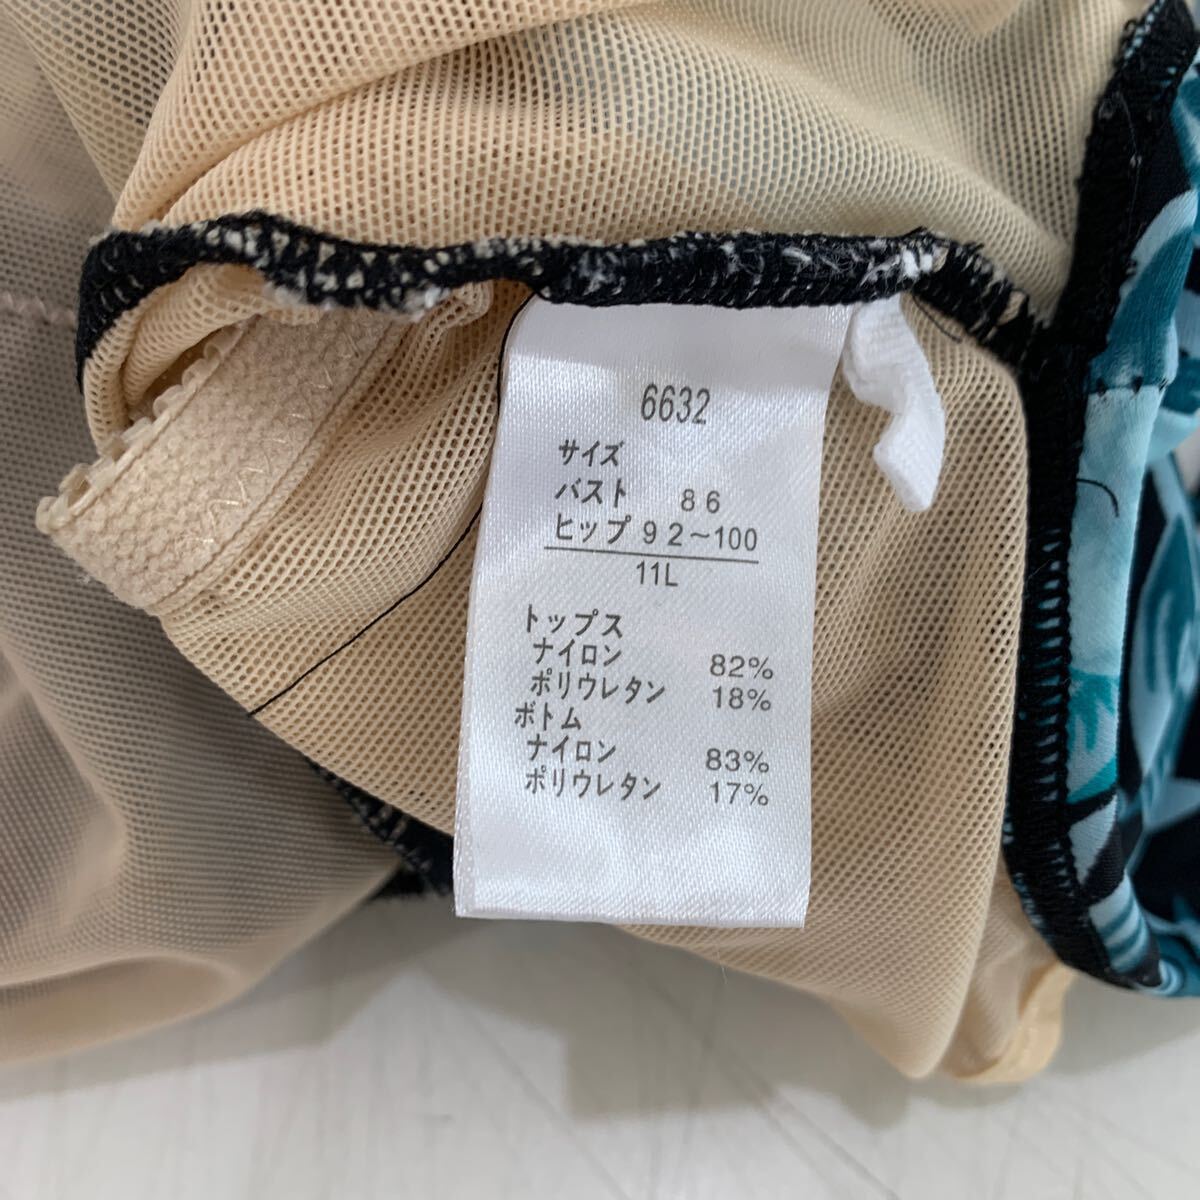 6632
サイズ
バスト 86
ヒップ 92～100
11L
トップス
ナイロン 82%
ポリウレタン 18%
ボトム
ナイロン 83%
ポリウレタン 17%